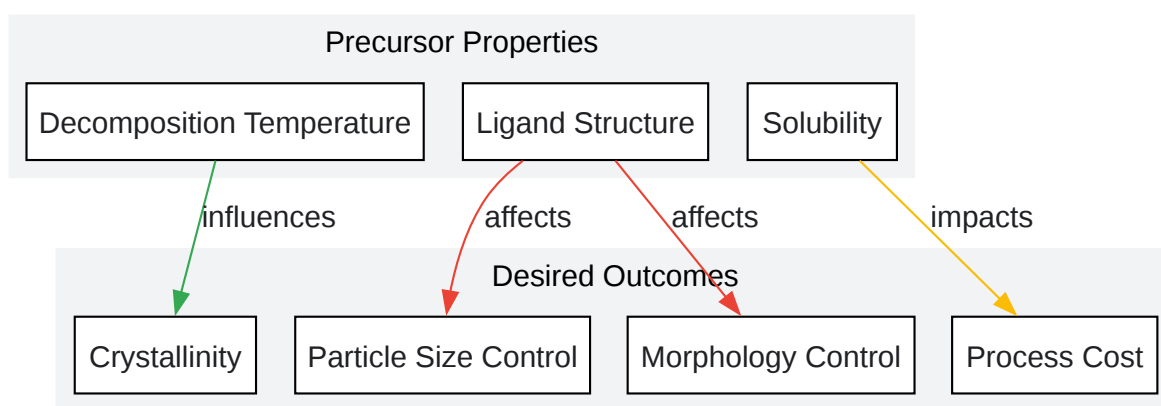 Precursor Properties
Decomposition Temperature
Ligand Structure
Solubility
influences
affects
affects
impacts
Desired Outcomes
Crystallinity
Particle Size Control
Morphology Control
Process Cost